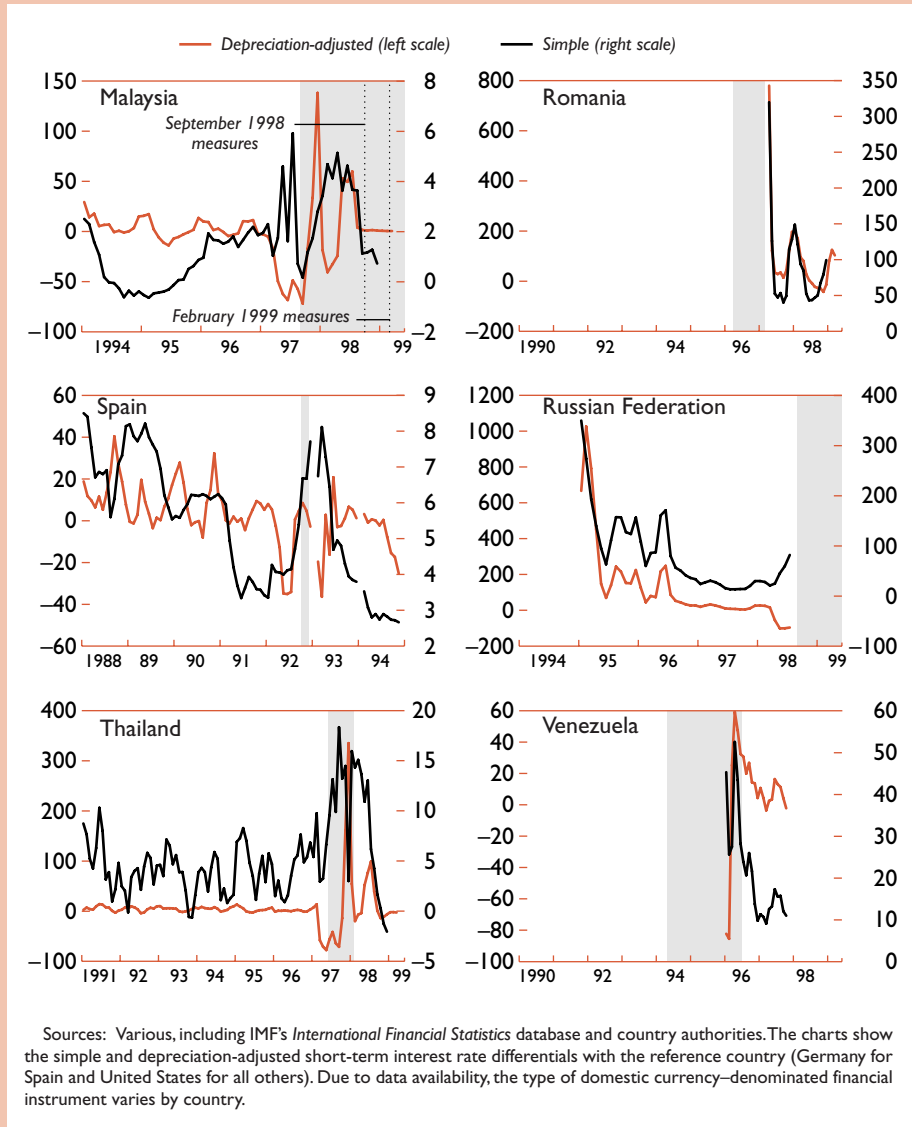 Depreciation-adjusted (left scale) Simple (right scale)
Malaysia
150 8
100 6
50 4
0 2
–50 0
–100 –2
September 1998
measures
February 1999 measures
1994 95 96 97 98 99
Romania
800 350
600 300
400 250
200 200
0 150
–200 100
50
0
1990 92 94 96 98
Spain
60 9
40 8
20 7
0 6
–20 5
–40 4
–60 3
2
1988 89 90 91 92 93 94
Russian Federation
1200 400
1000 300
800 200
600 100
400 0
200 –100
0
–200
1994 95 96 97 98 99
Thailand
400 20
300 15
200 10
100 5
0 0
–100 –5
1991 92 93 94 95 96 97 98 99
Venezuela
60 60
40 50
20 40
0 30
–20 20
–40 10
–60 0
–80
–100
1990 92 94 96 98
Sources: Various, including IMF's International Financial Statistics database and country authorities. The charts show
the simple and depreciation-adjusted short-term interest rate differentials with the reference country (Germany for
Spain and United States for all others). Due to data availability, the type of domestic currency–denominated financial
instrument varies by country.